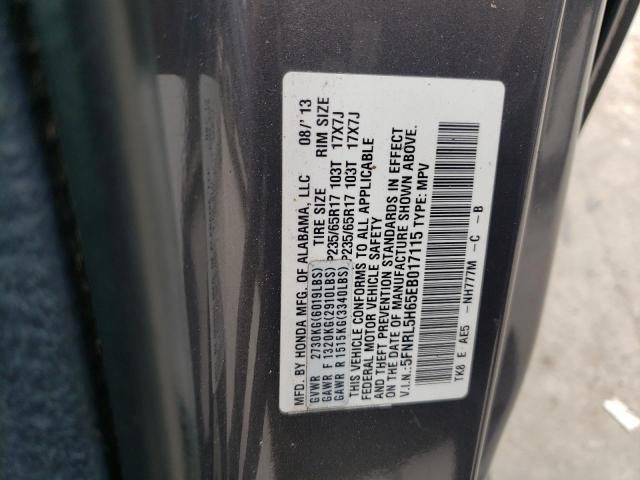 MFD. BY HONDA MFG. OF ALABAMA, LLC 08/'13
TIRE SIZE RIM SIZE
GVWR 2730KG(6019LBS)
GAWR F 1320KG(2910LBS) P235/65R17 103T 17X7J
GAWR R 1515KG(3340LBS) P235/65R17 103T 17X7J
THIS VEHICLE CONFORMS TO ALL APPLICABLE
FEDERAL MOTOR VEHICLE SAFETY
AND THEFT PREVENTION STANDARDS IN EFFECT
ON THE DATE OF MANUFACTURE SHOWN ABOVE.
V.I.N.:5FNRL5H65EB017115 TYPE: MPV
TK8 E AE5 -NH777M -C -B